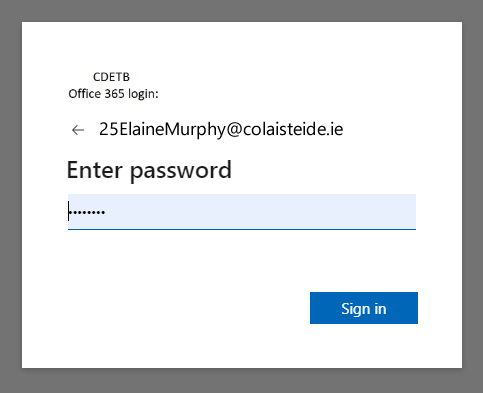 CDETB
Office 365 login:
← 25ElaineMurphy@colaisteide.ie
Enter password
••••••••
Sign in